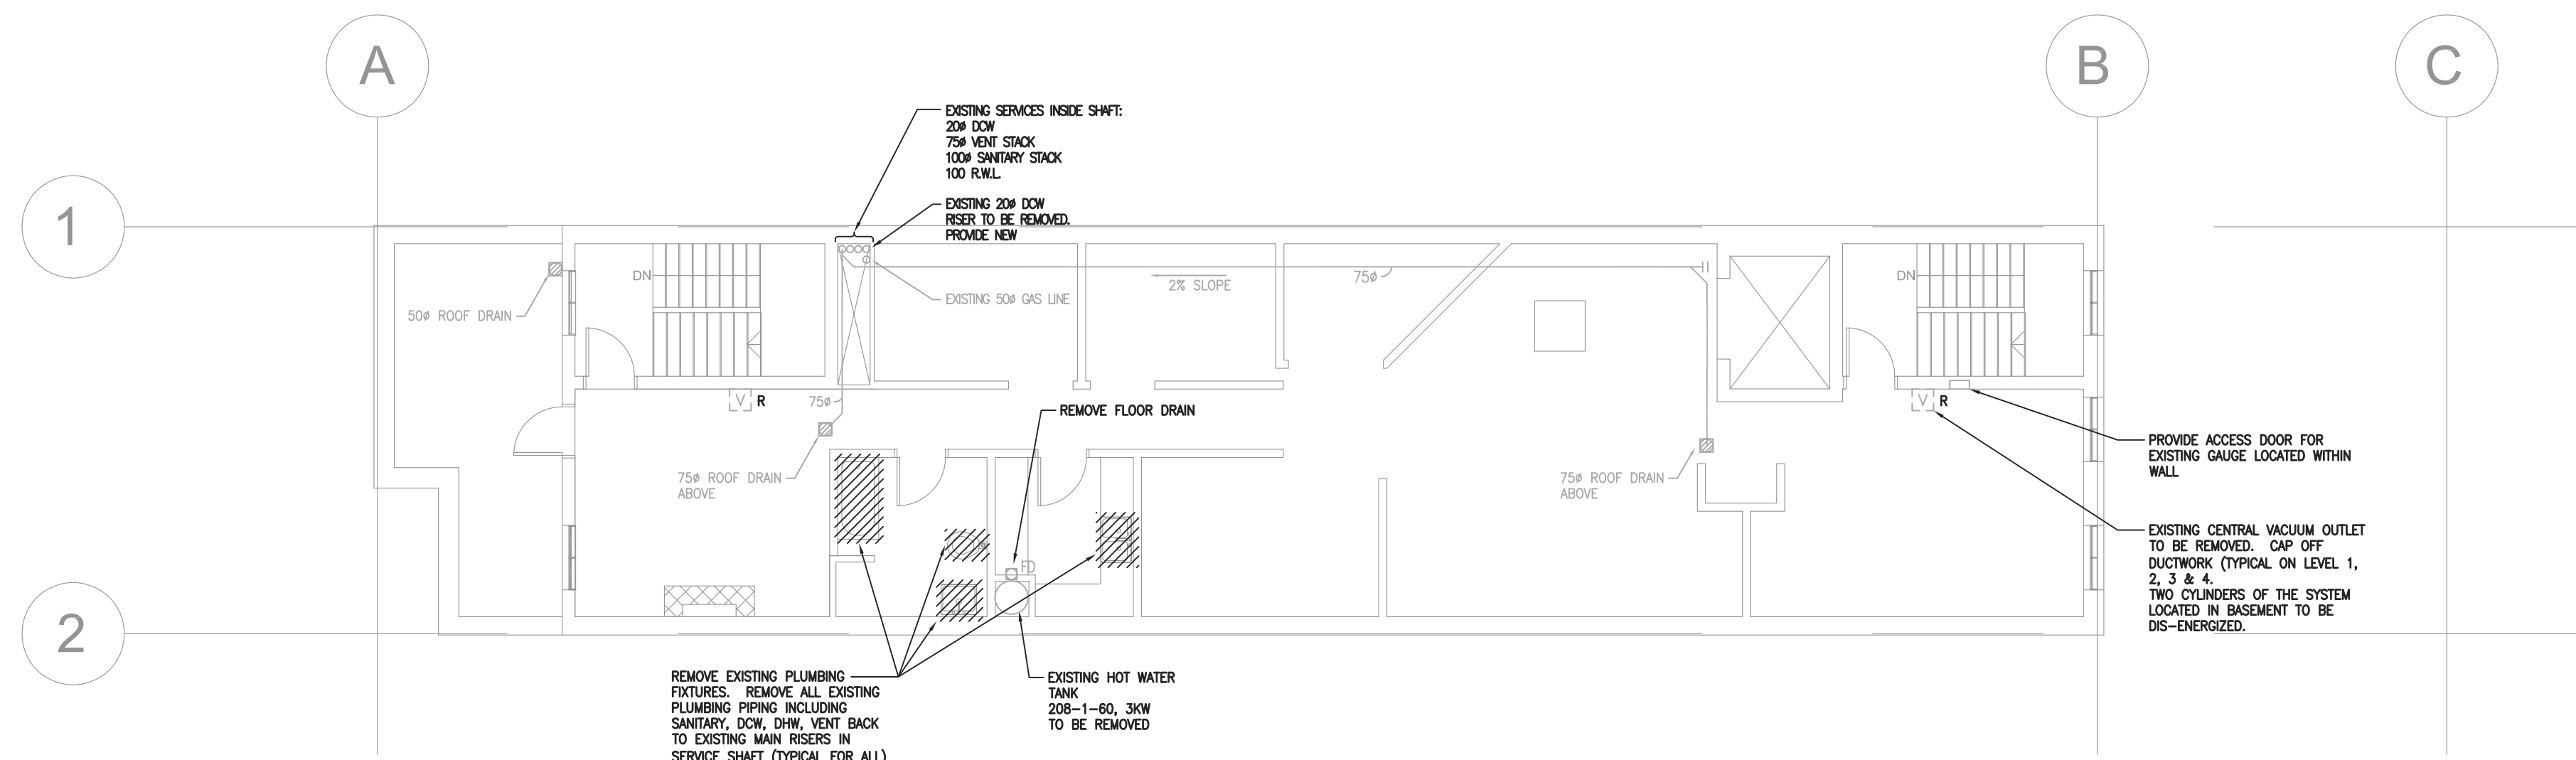 A
B
C
1
2
EXISTING SERVICES INSIDE SHAFT:
20ø DCW
75ø VENT STACK
100ø SANITARY STACK
100 R.W.L.
EXISTING 20ø DCW
RISER TO BE REMOVED.
PROVIDE NEW
EXISTING 50ø GAS LINE
2% SLOPE
75ø
DN
DN
50ø ROOF DRAIN
V R
75ø
REMOVE FLOOR DRAIN
V R
75ø ROOF DRAIN
ABOVE
75ø ROOF DRAIN
ABOVE
PROVIDE ACCESS DOOR FOR
EXISTING GAUGE LOCATED WITHIN
WALL
EXISTING CENTRAL VACUUM OUTLET
TO BE REMOVED. CAP OFF
DUCTWORK (TYPICAL ON LEVEL 1,
2, 3 & 4.
TWO CYLINDERS OF THE SYSTEM
LOCATED IN BASEMENT TO BE
DIS-ENERGIZED.
FD
REMOVE EXISTING PLUMBING
FIXTURES. REMOVE ALL EXISTING
PLUMBING PIPING INCLUDING
SANITARY, DCW, DHW, VENT BACK
TO EXISTING MAIN RISERS IN
SERVICE SHAFT (TYPICAL FOR ALL)
EXISTING HOT WATER
TANK
208-1-60, 3KW
TO BE REMOVED